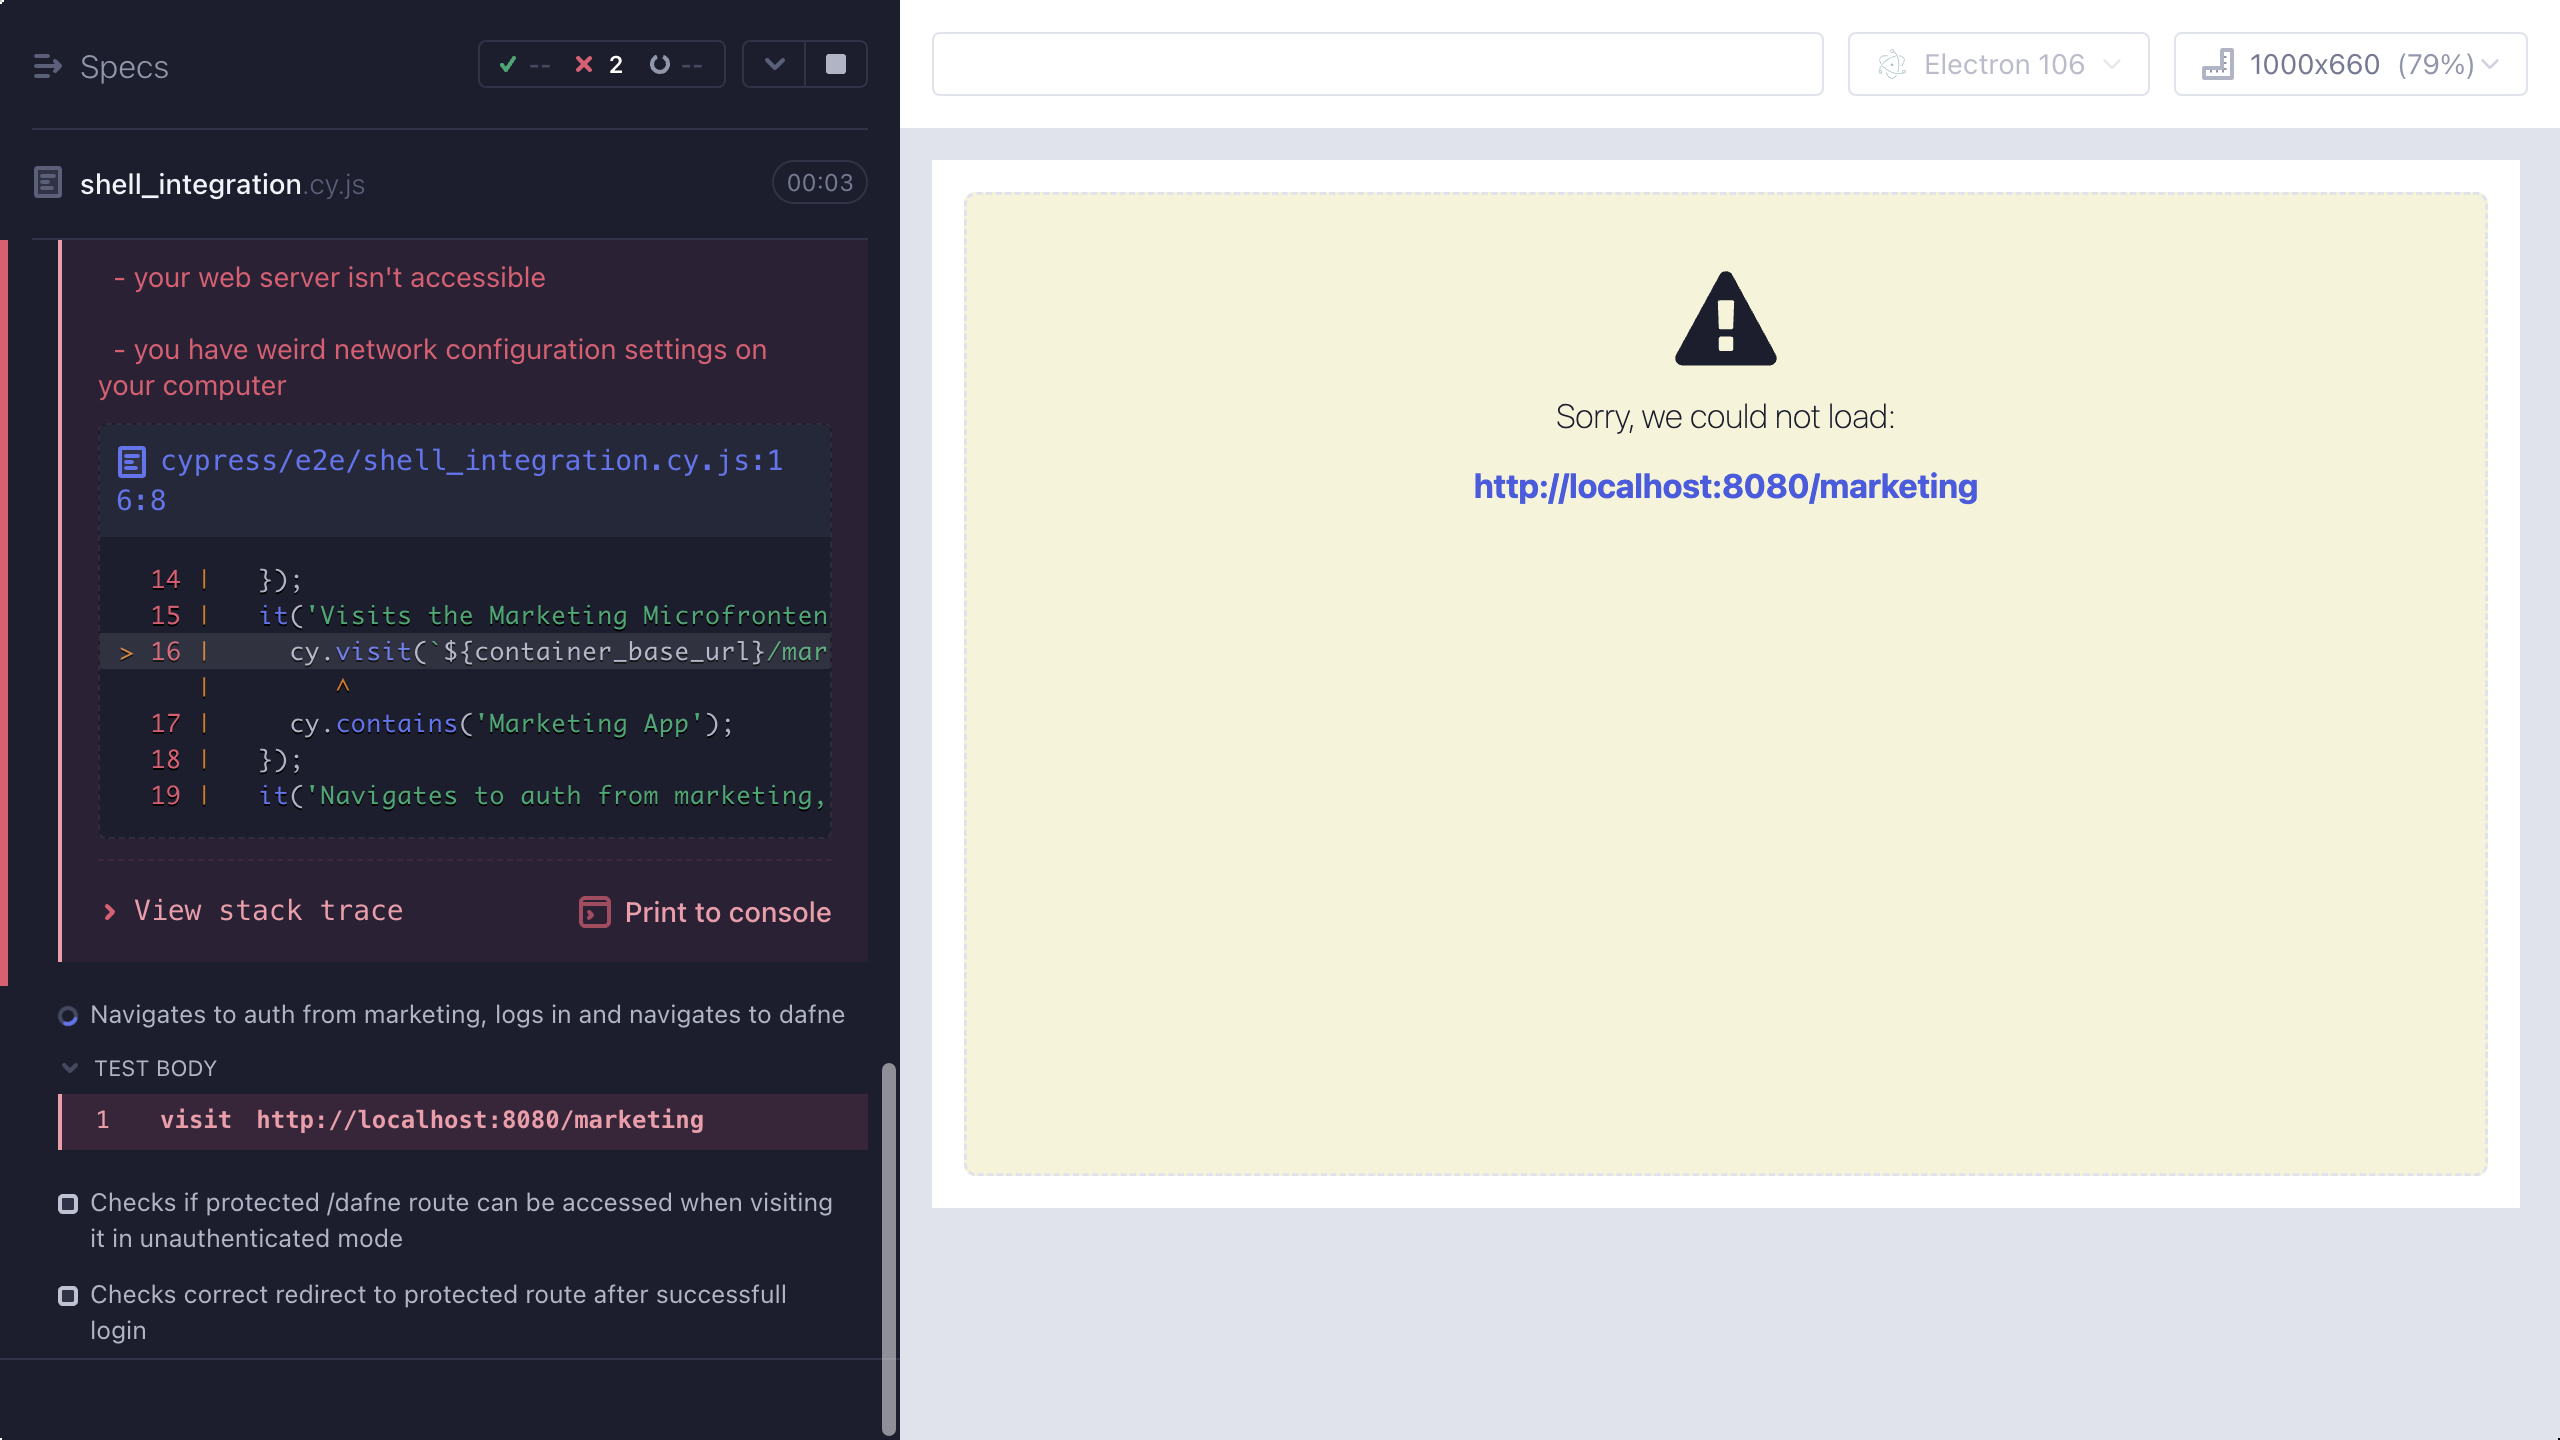 Specs
-- 2 --
shell_integration.cy.js
00:03
- your web server isn't accessible
- you have weird network configuration settings on
your computer
cypress/e2e/shell_integration.cy.js:1
6:8
14 | });
15 | it('Visits the Marketing Microfronten
> 16 | cy.visit(`${container_base_url}/mar
| ^
17 | cy.contains('Marketing App');
18 | });
19 | it('Navigates to auth from marketing,
View stack trace
Print to console
Navigates to auth from marketing, logs in and navigates to dafne
TEST BODY
1 visit http://localhost:8080/marketing
Checks if protected /dafne route can be accessed when visiting
it in unauthenticated mode
Checks correct redirect to protected route after successfull
login
Electron 106
1000x660 (79%)
Sorry, we could not load:
http://localhost:8080/marketing